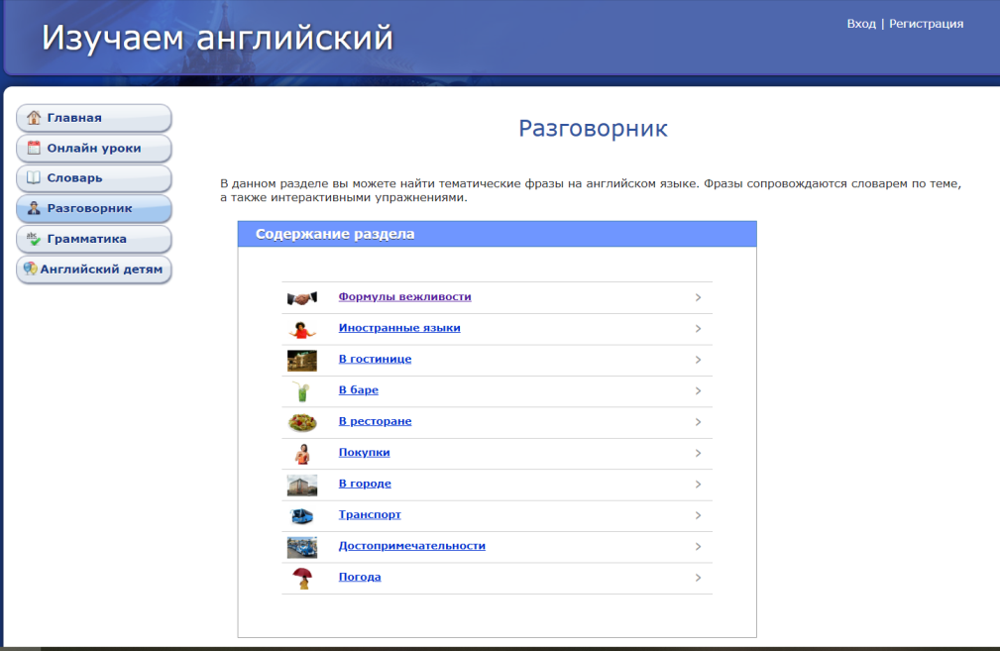 Изучаем английский
Вход | Регистрация
Главная
Онлайн уроки
Словарь
Разговорник
Грамматика
Английский детям
Разговорник
В данном разделе вы можете найти тематические фразы на английском языке. Фразы сопровождаются словарем по теме,
а также интерактивными упражнениями.
Содержание раздела
Формулы вежливости
Иностранные языки
В гостинице
В баре
В ресторане
Покупки
В городе
Транспорт
Достопримечательности
Погода